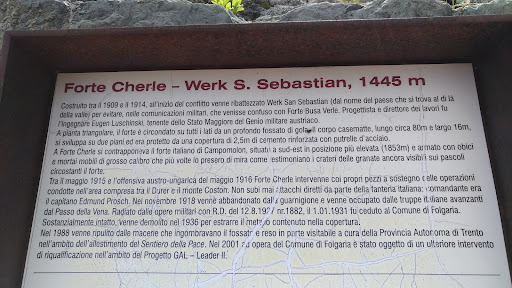 Forte Cherle – Werk S. Sebastian, 1445 m
Costruito tra il 1909 e il 1914, all'inizio del conflitto venne ribattezzato Werk San Sebastian (dal nome del paese che si trova al di là
della valle) per evitare, nelle comunicazioni militari, che venisse confuso con Forte Busa Verle. Progettista e direttore dei lavori fu
l'ingegnere Eugen Luschinski, tenente dello Stato Maggiore del Genio militare austriaco.
A pianta triangolare, il forte è circondato su tutti i lati da un profondo fossato di gola. Il corpo casematte, lungo circa 80m e largo 16m,
si sviluppa su due piani ed era protetto da una copertura di 2,5m di cemento rinforzata con putrelle d'acciaio.
A Forte Cherle si contrapponeva il forte italiano di Campomolon, situato a sud-est in posizione più elevata (1853m) e armato con obici
e mortai mobili di grosso calibro che più volte lo presero di mira come testimoniano i crateri delle granate ancora visibili sui pascoli
circostanti il forte.
Tra il maggio 1915 e l'offensiva austro-ungarica del maggio 1916 Forte Cherle intervenne coi propri pezzi a sostegno delle operazioni
condotte nell'area compresa tra il Durer e il monte Coston. Non subì mai attacchi diretti da parte della fanteria italiana; comandante era
il capitano Edmund Prosch. Nel novembre 1918 venne abbandonato dalla guarnigione e venne occupato dalle truppe italiane avanzanti
dal Passo della Vena. Radiato dalle opere militari con R.D. del 12.8.1927 nr.1882, il 1.01.1931 fu ceduto al Comune di Folgaria.
Sostanzialmente intatto, venne demolito nel 1936 per estrarre il metallo contenuto nella copertura.
Nel 1988 venne ripulito dalle macerie che ingombravano il fossato e reso in parte visitabile a cura della Provincia Autonoma di Trento
nell'ambito dell'allestimento del Sentiero della Pace. Nel 2001 ad opera del Comune di Folgaria è stato oggetto di un ulteriore intervento
di riqualificazione nell'ambito del Progetto GAL – Leader II.